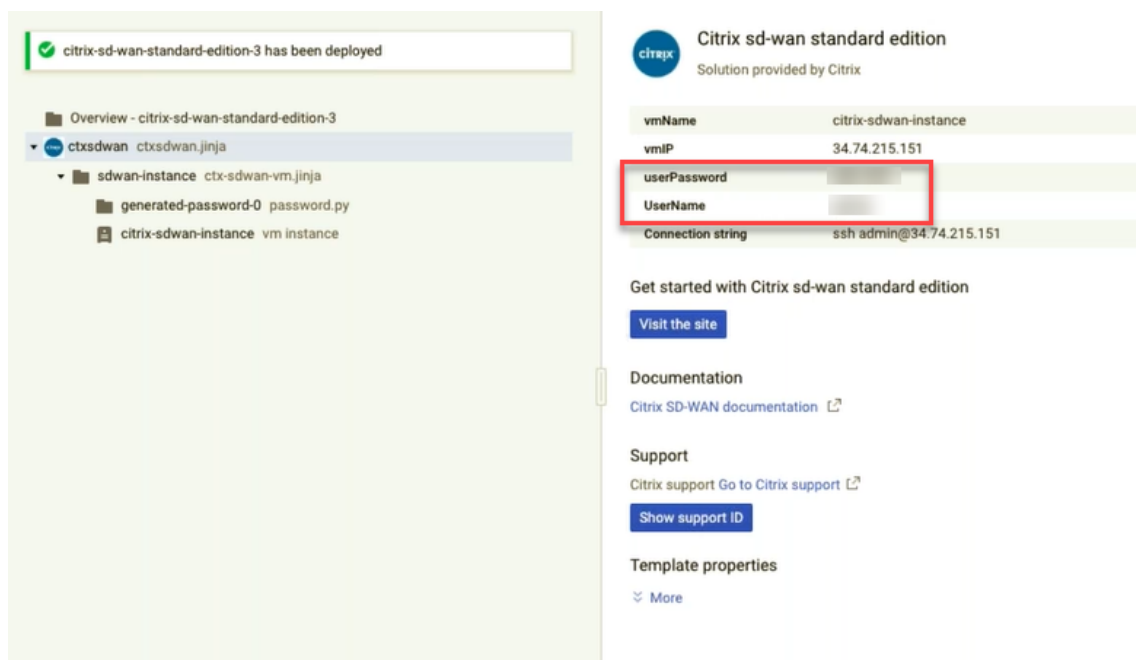 citrix-sd-wan-standard-edition-3 has been deployed
Overview - citrix-sd-wan-standard-edition-3
ctxsdwan ctxsdwan.jinja
sdwan-instance ctx-sdwan-vm.jinja
generated-password-0 password.py
citrix-sdwan-instance vm instance
CITRIX
Citrix sd-wan standard edition
Solution provided by Citrix
vmName citrix-sdwan-instance
vmIP 34.74.215.151
userPassword
UserName
Connection string ssh admin@34.74.215.151
Get started with Citrix sd-wan standard edition
Visit the site
Documentation
Citrix SD-WAN documentation
Support
Citrix support Go to Citrix support
Show support ID
Template properties
More